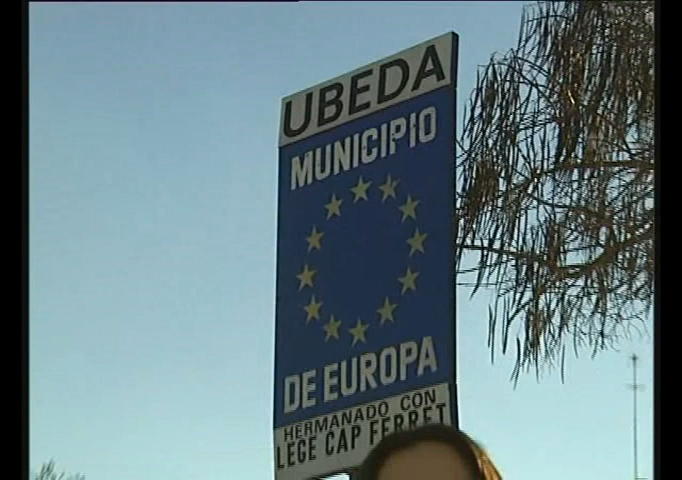 UBEDA
MUNICIPIO
DE EUROPA
HERMANADO CON
LEGE CAP FERRET